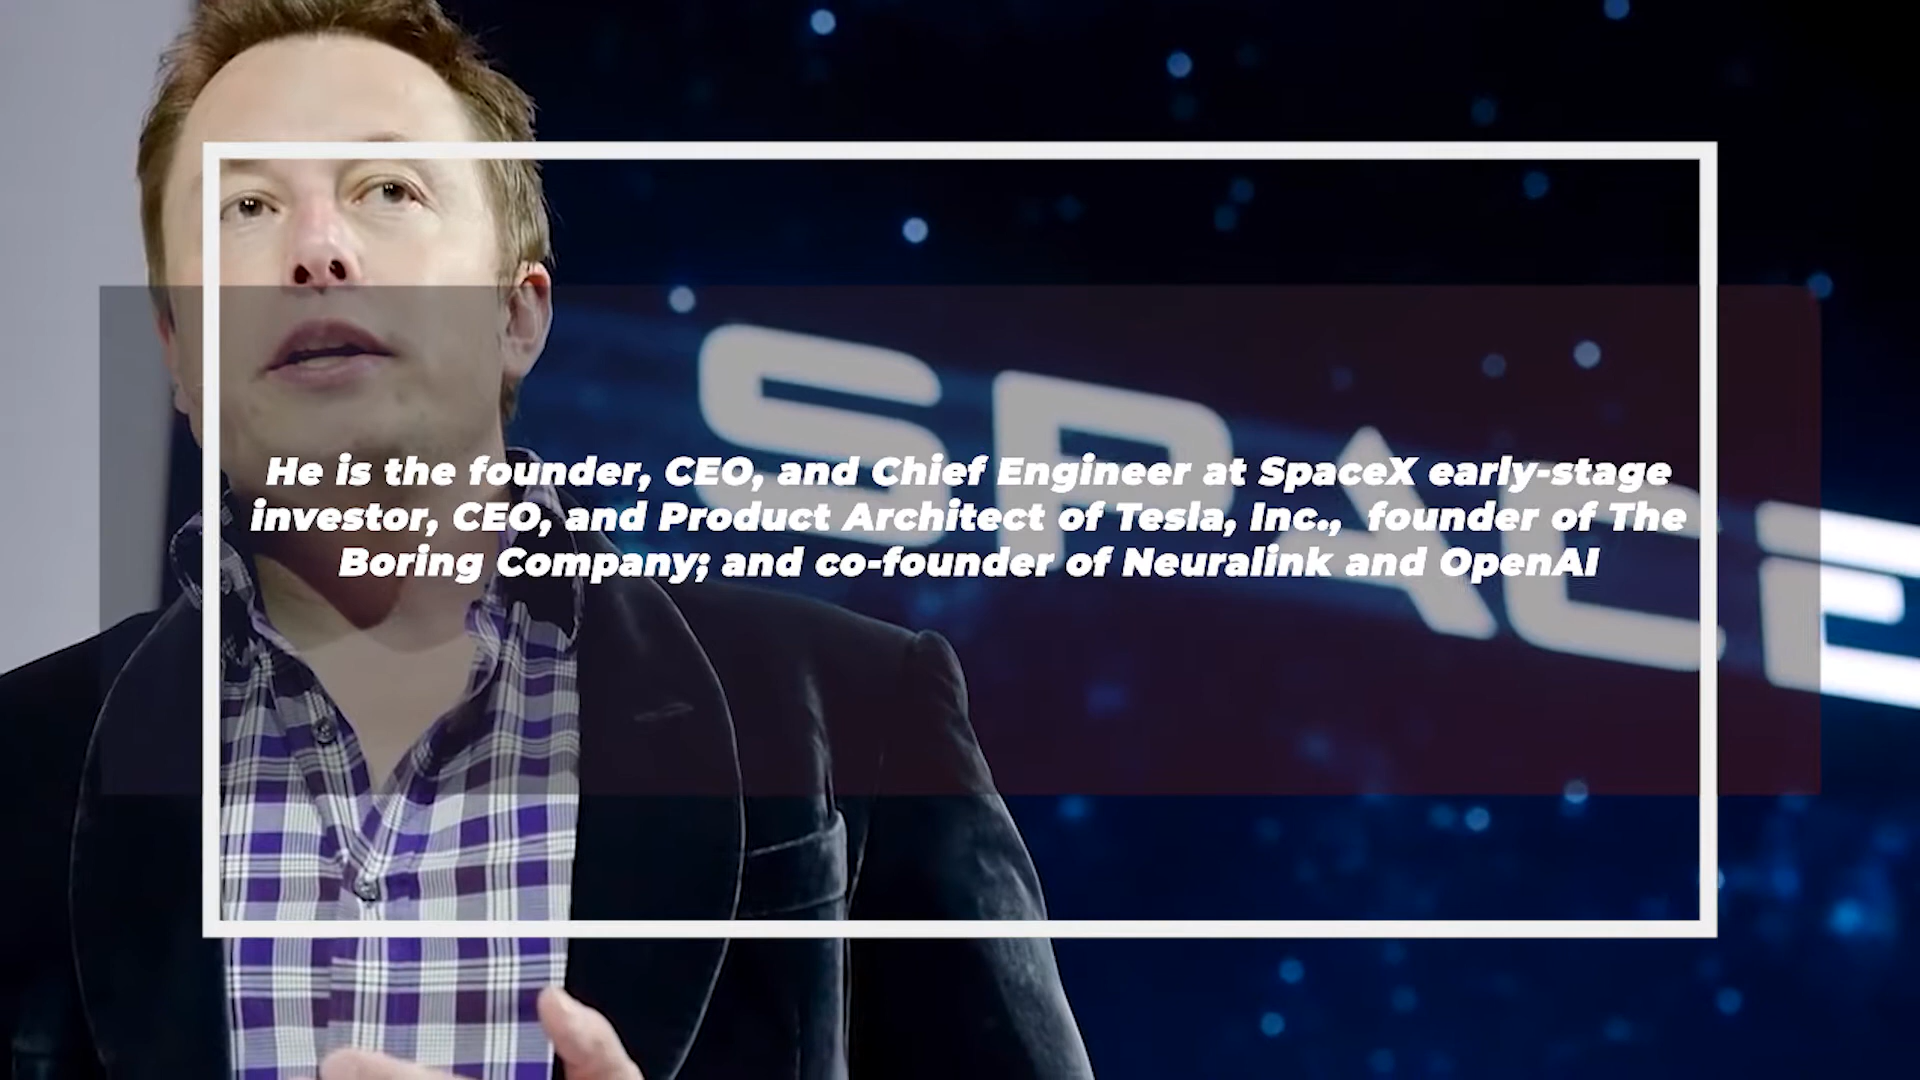 SPACE
He is the founder, CEO, and Chief Engineer at SpaceX early-stage
investor, CEO, and Product Architect of Tesla, Inc.,  founder of The
Boring Company; and co-founder of Neuralink and OpenAI